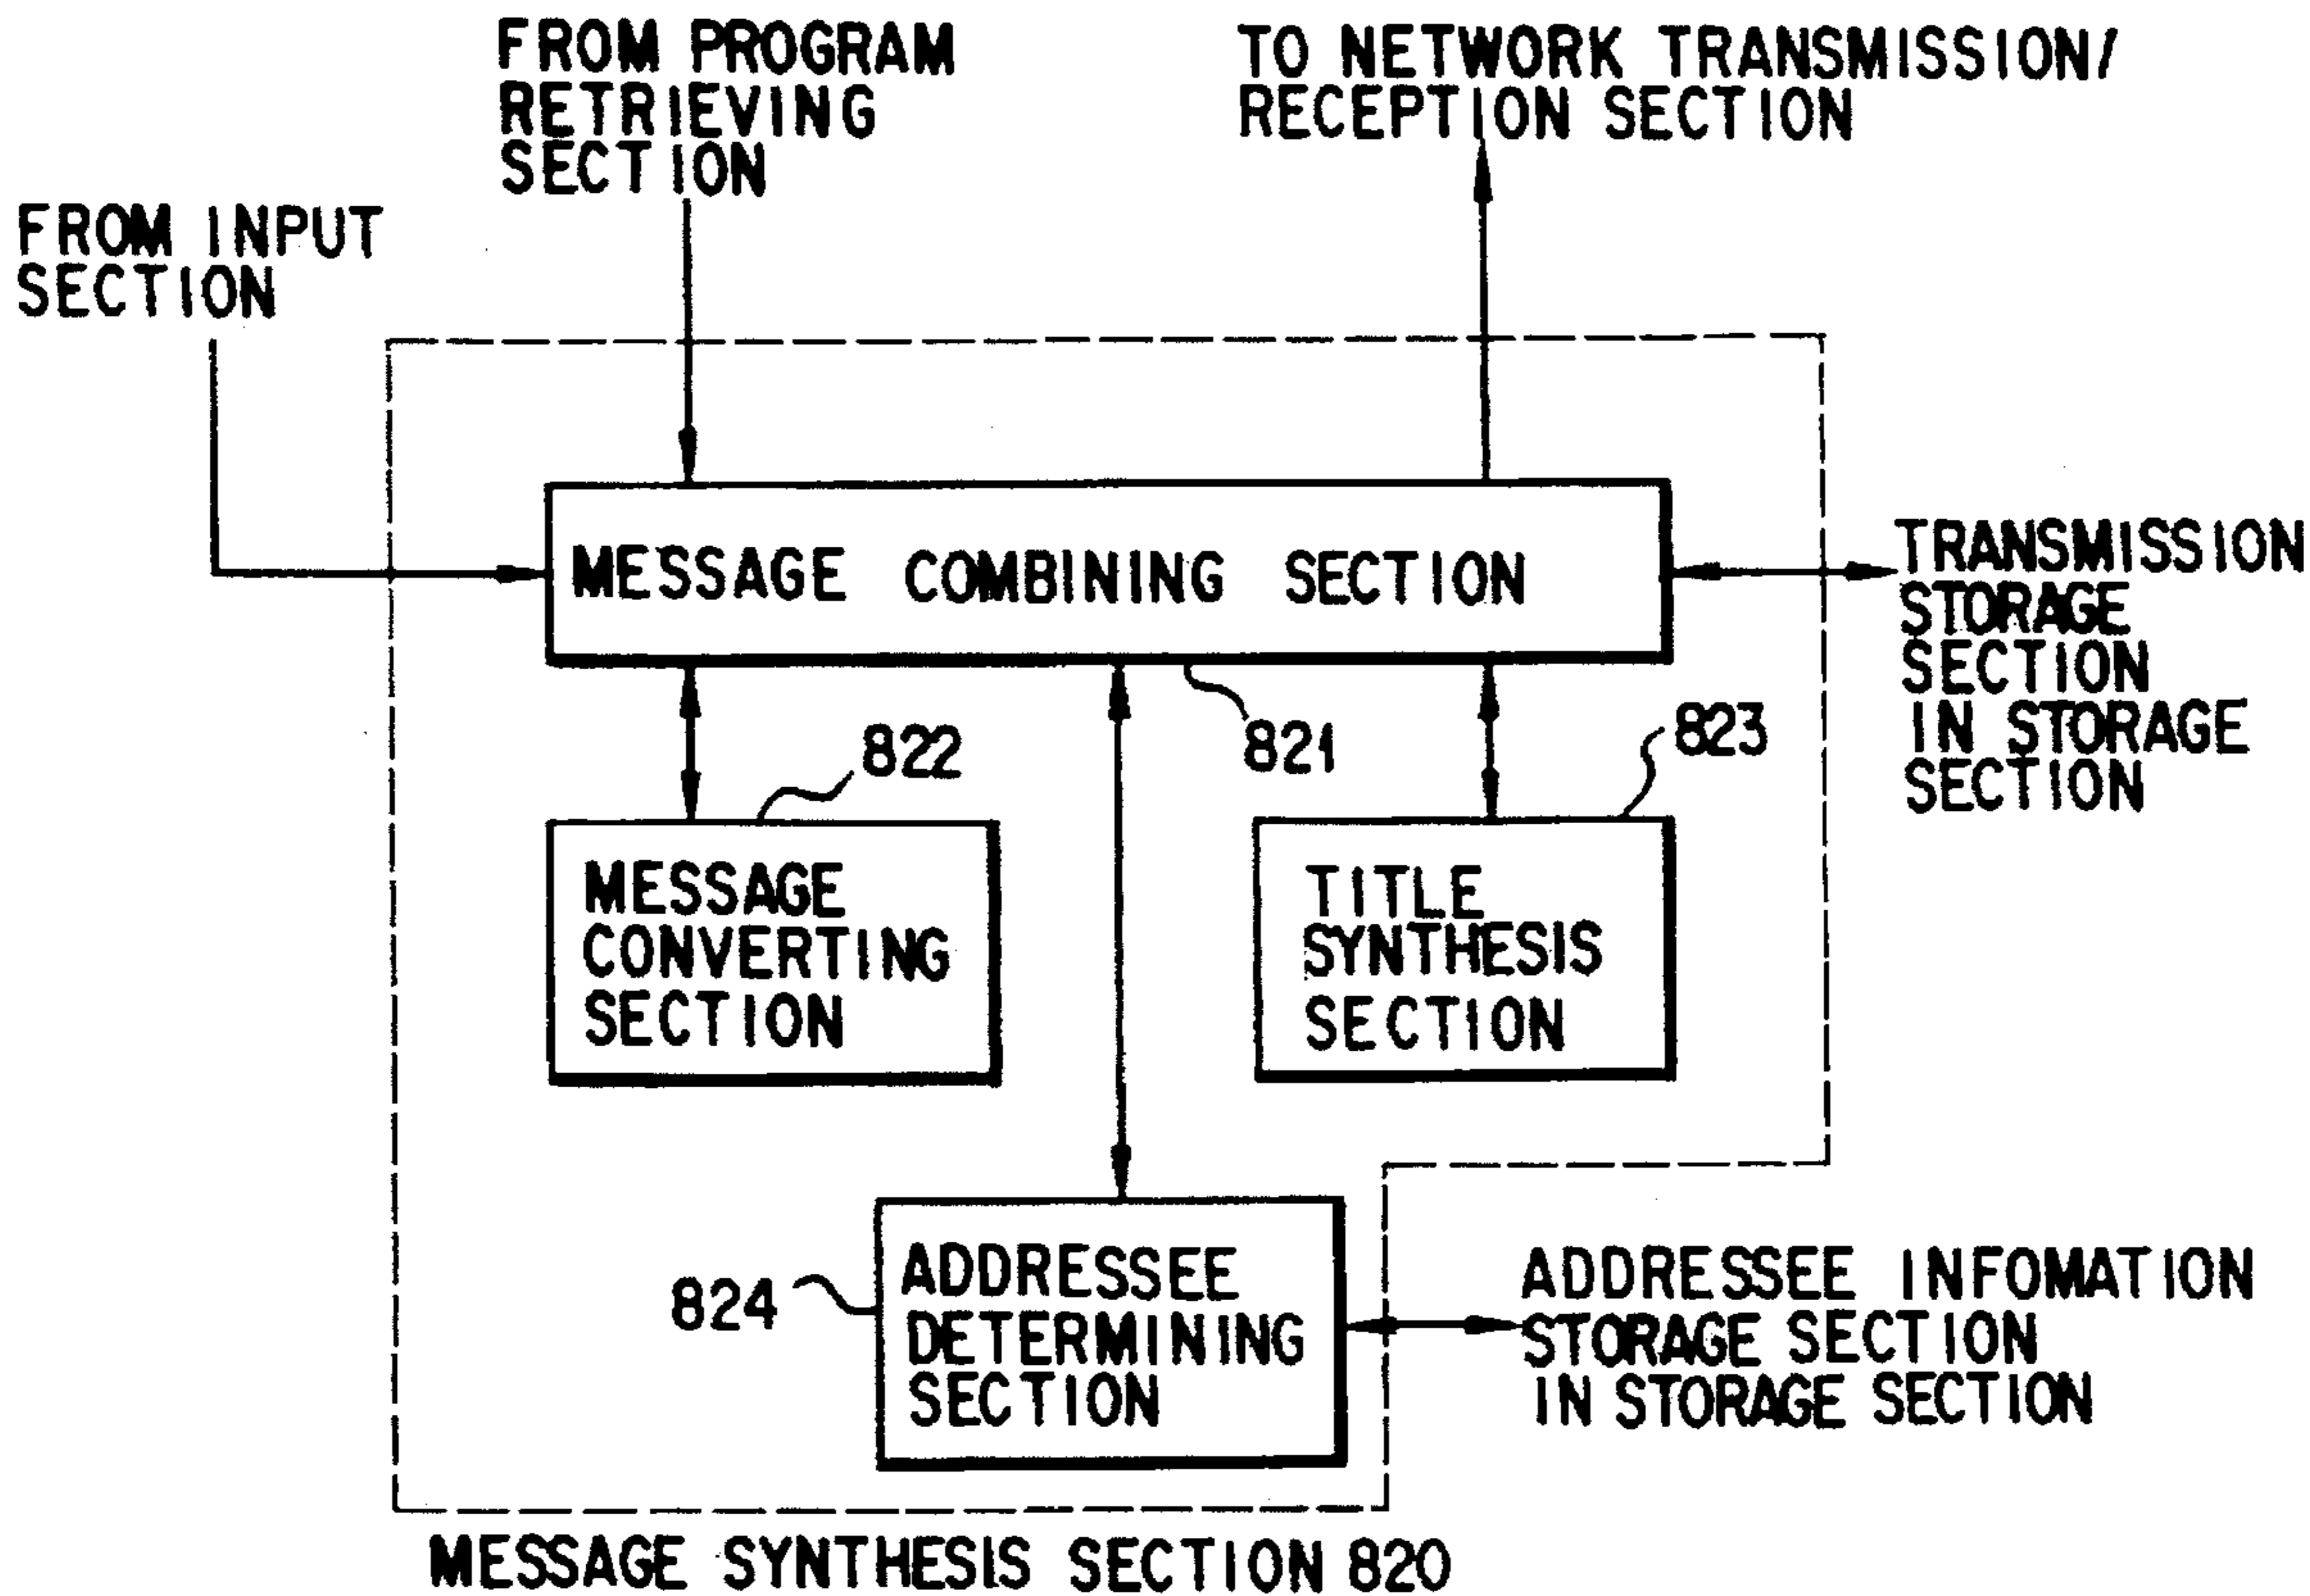 FROM PROGRAM
RETRIEVING
SECTION
TO NETWORK TRANSMISSION/
RECEPTION SECTION
FROM INPUT
SECTION
MESSAGE COMBINING SECTION
TRANSMISSION
STORAGE
SECTION
IN STORAGE
SECTION
822
821
823
MESSAGE
CONVERTING
SECTION
TITLE
SYNTHESIS
SECTION
824
ADDRESSEE
DETERMINING
SECTION
ADDRESSEE INFOMATION
STORAGE SECTION
IN STORAGE SECTION
MESSAGE SYNTHESIS SECTION 820